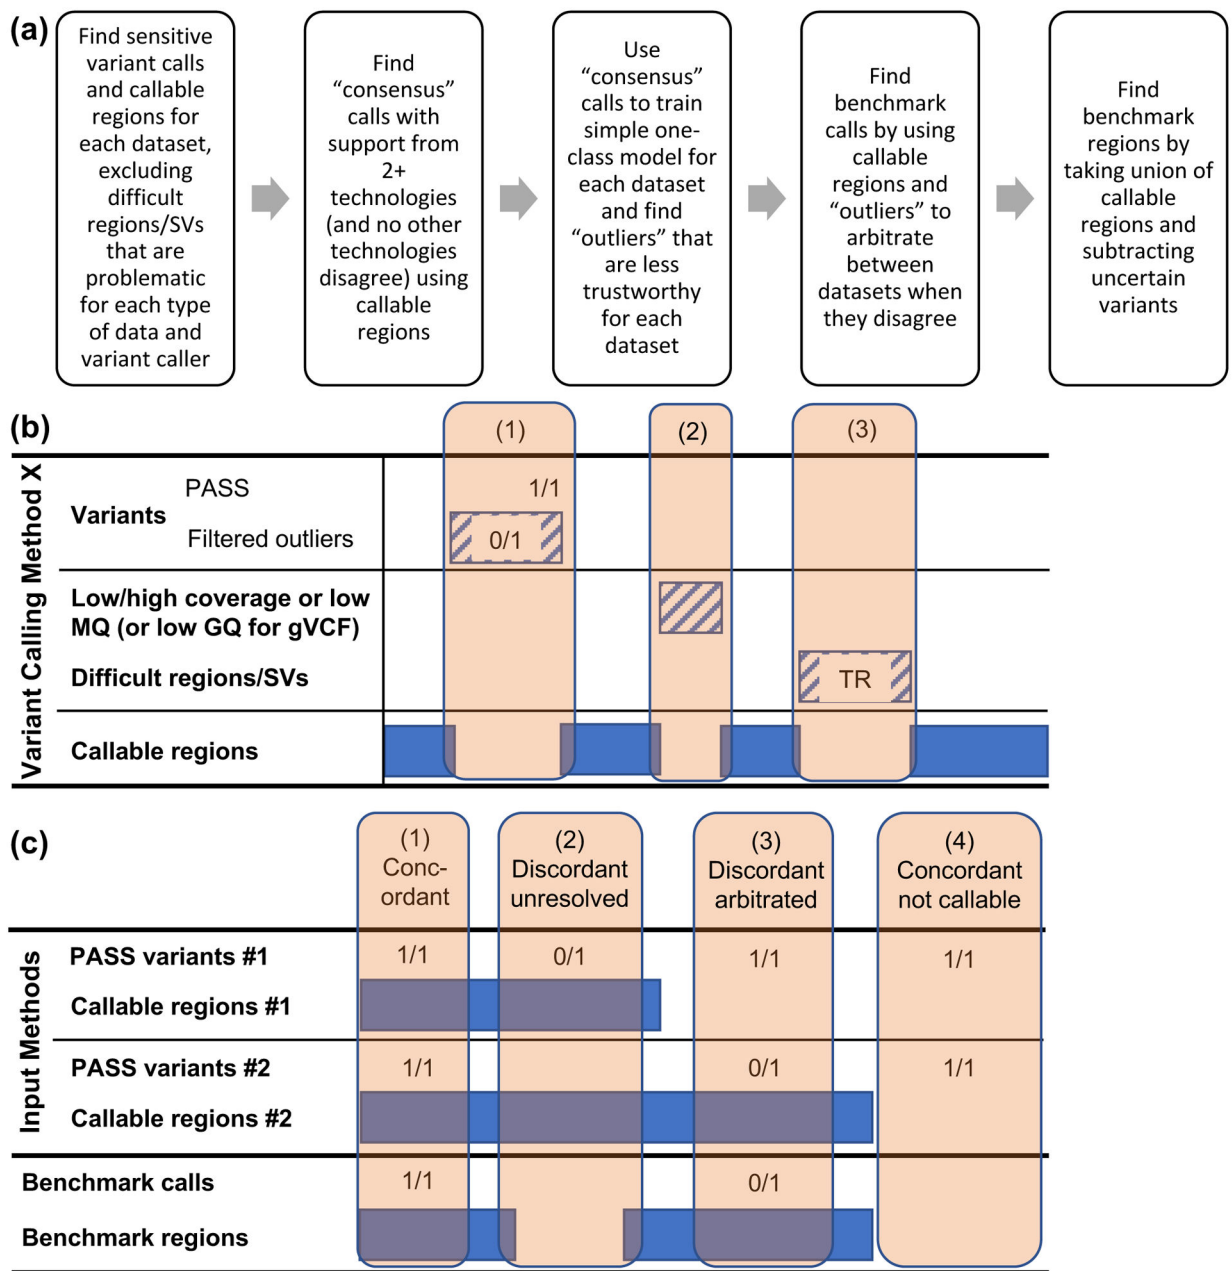 (a)
Find sensitive
variant calls
and callable
regions for
each dataset,
excluding
difficult
regions/SVs
that are
problematic
for each type
of data and
variant caller
Find
“consensus”
calls with
support from
2+
technologies
(and no other
technologies
disagree) using
callable
regions
Use
“consensus”
calls to train
simple one-
class model for
each dataset
and find
“outliers” that
are less
trustworthy
for each
dataset
Find
benchmark
calls by using
callable
regions and
“outliers” to
arbitrate
between
datasets when
they disagree
Find
benchmark
regions by
taking union of
callable
regions and
subtracting
uncertain
variants
(b)
(1)
(2)
(3)
Variant Calling Method X
Variants
PASS
1/1
Filtered outliers
0/1
Low/high coverage or low
MQ (or low GQ for gVCF)
Difficult regions/SVs
TR
Callable regions
(c)
(1)
Conc-
ordant
(2)
Discordant
unresolved
(3)
Discordant
arbitrated
(4)
Concordant
not callable
Input Methods
PASS variants #1 1/1 0/1 1/1 1/1
Callable regions #1
PASS variants #2 1/1 0/1 1/1
Callable regions #2
Benchmark calls 1/1 0/1
Benchmark regions